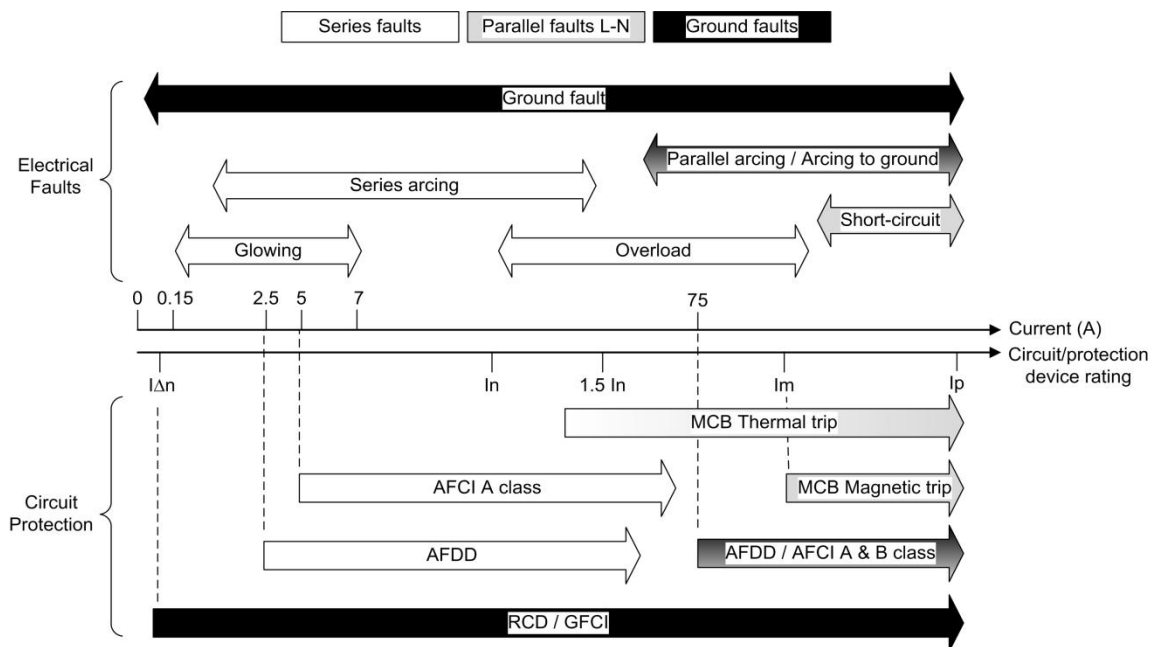 Series faults
Parallel faults L-N
Ground faults
Ground fault
Parallel arcing / Arcing to ground
Electrical
Faults
Series arcing
Short-circuit
Glowing
Overload
0
0.15
2.5
5
7
75
Current (A)
IΔn
In
1.5 In
Im
Ip
Circuit/protection
device rating
MCB Thermal trip
AFCI A class
MCB Magnetic trip
Circuit
Protection
AFDD
AFDD / AFCI A & B class
RCD / GFCI